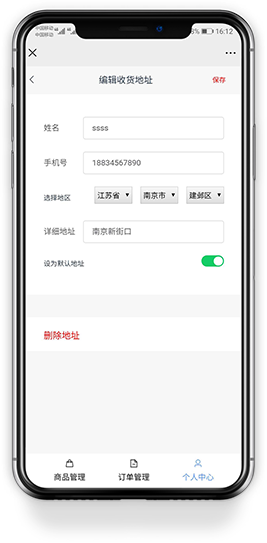 中国移动
中国移动
8% 16:12
编辑收货地址 保存
姓名 ssss
手机号 18834567890
选择地区 江苏省 南京市 建邺区
详细地址 南京新街口
设为默认地址
删除地址
商品管理 订单管理 个人中心